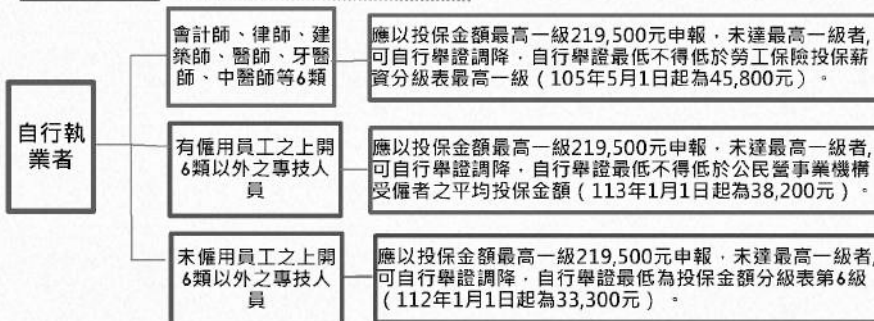 自行執
業者
會計師、律師、建
築師、醫師、牙醫
師、中醫師等6類
應以投保金額最高一級219,500元申報，未達最高一級者，
可自行舉證調降，自行舉證最低不得低於勞工保險投保薪
資分級表最高一級（105年5月1日起為45,800元）。
有僱用員工之上開
6類以外之專技人
員
應以投保金額最高一級219,500元申報，未達最高一級者，
可自行舉證調降，自行舉證最低不得低於公民營事業機構
受僱者之平均投保金額（113年1月1日起為38,200元）。
未僱用員工之上開
6類以外之專技人
員
應以投保金額最高一級219,500元申報，未達最高一級者，
可自行舉證調降，自行舉證最低為投保金額分級表第6級
（112年1月1日起為33,300元）。